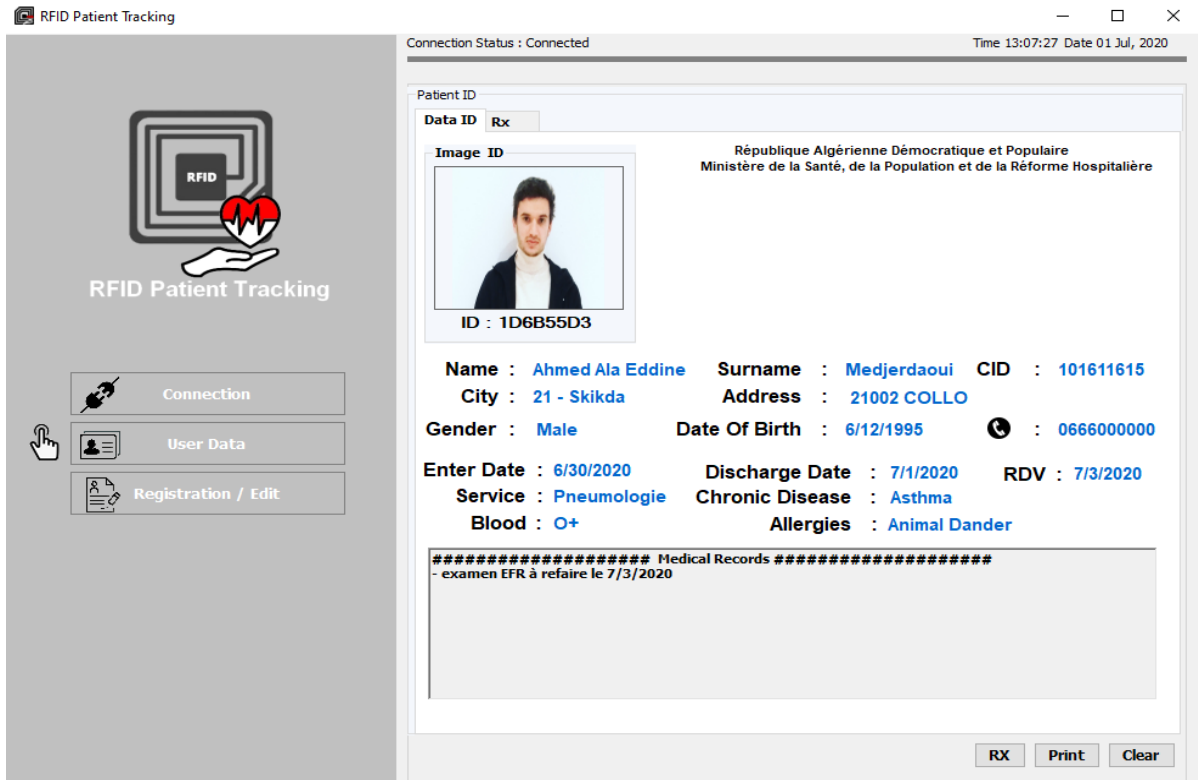 RFID Patient Tracking
Connection Status : Connected
Time 13:07:27 Date 01 Jul, 2020
RFID
RFID Patient Tracking
Connection
User Data
Registration / Edit
Patient ID
Data ID Rx
Image ID
République Algérienne Démocratique et Populaire
Ministère de la Santé, de la Population et de la Réforme Hospitalière
ID : 1D6B55D3
Name : Ahmed Ala Eddine Surname : Medjerdaoui CID : 101611615
City : 21 - Skikda Address : 21002 COLLO
Gender : Male Date Of Birth : 6/12/1995 : 0666000000
Enter Date : 6/30/2020 Discharge Date : 7/1/2020 RDV : 7/3/2020
Service : Pneumologie Chronic Disease : Asthma
Blood : O+ Allergies : Animal Dander
#################### Medical Records ####################
- examen EFR à refaire le 7/3/2020
RX Print Clear